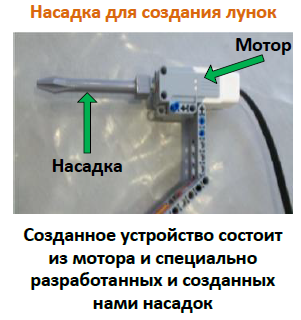 Насадка для создания лунок
Мотор
Насадка
Созданное устройство состоит
из мотора и специально
разработанных и созданных
нами насадок